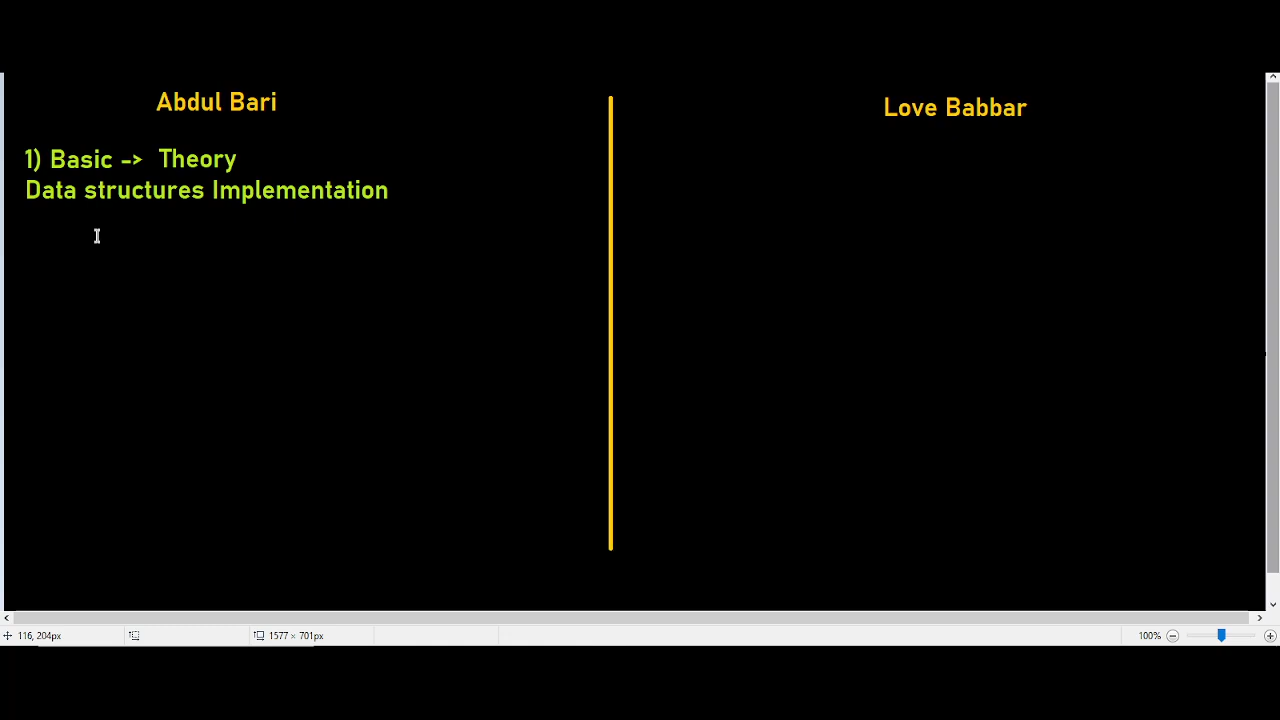 Abdul Bari
Love Babbar
1) Basic -> Theory
Data structures Implementation
116, 204px
1577 × 701px
100%